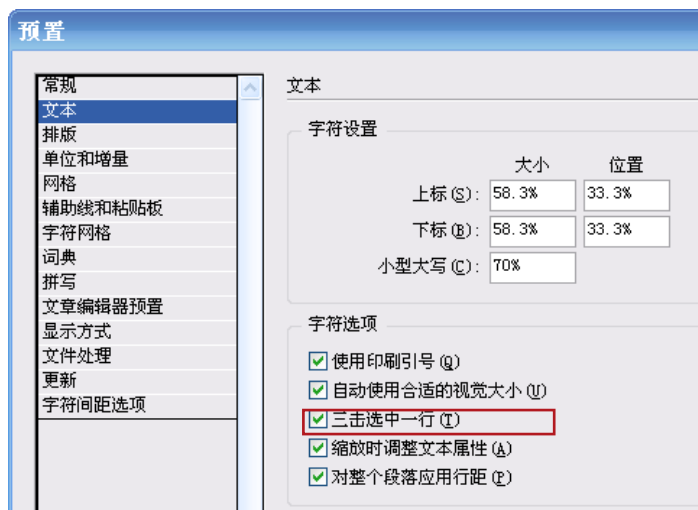 预置
常规
文本
排版
单位和增量
网格
辅助线和粘贴板
字符网格
词典
拼写
文章编辑器预置
显示方式
文件处理
更新
字符间距选项
文本
字符设置
大小 位置
上标(S): 58.3% 33.3%
下标(B): 58.3% 33.3%
小型大写(C): 70%
字符选项
使用印刷引号(Q)
自动使用合适的视觉大小(U)
三击选中一行(T)
缩放时调整文本属性(A)
对整个段落应用行距(P)